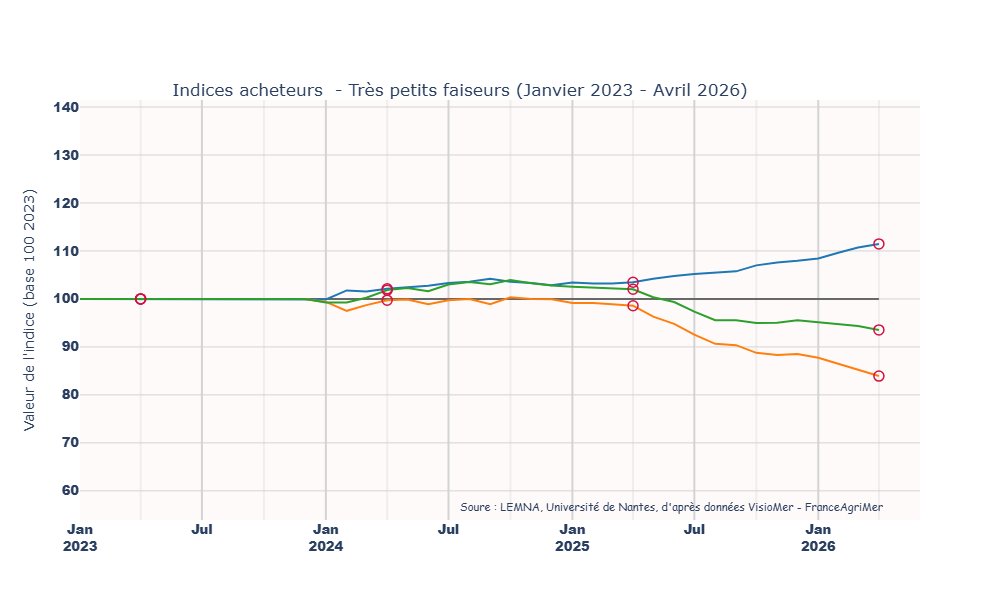 Indices acheteurs  - Très petits faiseurs (Janvier 2023 - Avril 2026)
Valeur de l'indice (base 100 2023)
140
130
120
110
100
90
80
70
60
Soure : LEMNA, Université de Nantes, d'après données VisioMer - FranceAgriMer
Jan Jul Jan Jul Jan Jul Jan
2023 2024 2025 2026